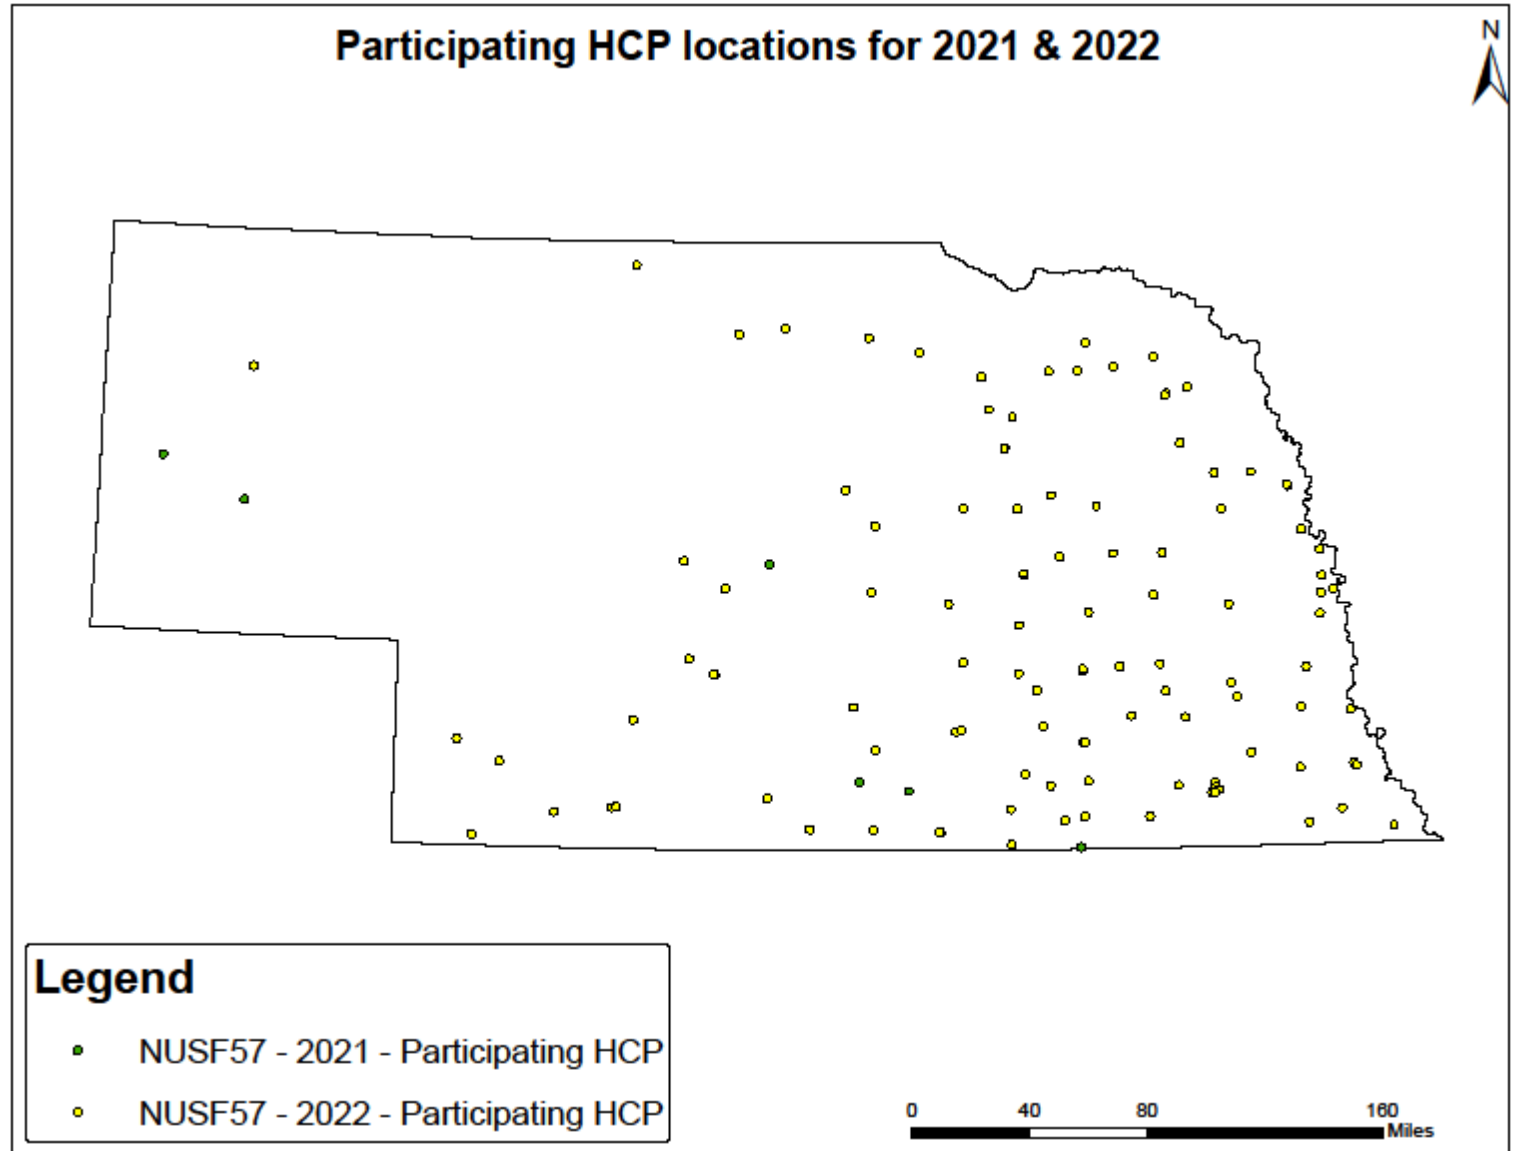 Participating HCP locations for 2021 & 2022
N
Legend
NUSF57 - 2021 - Participating HCP
NUSF57 - 2022 - Participating HCP
0 40 80 160
Miles